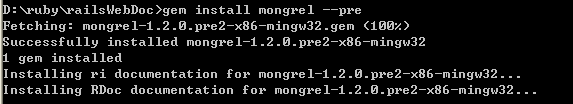 D:\ruby\railsWebDoc>gem install mongrel --pre
Fetching: mongrel-1.2.0.pre2-x86-mingw32.gem (100%)
Successfully installed mongrel-1.2.0.pre2-x86-mingw32
1 gem installed
Installing ri documentation for mongrel-1.2.0.pre2-x86-mingw32...
Installing RDoc documentation for mongrel-1.2.0.pre2-x86-mingw32...